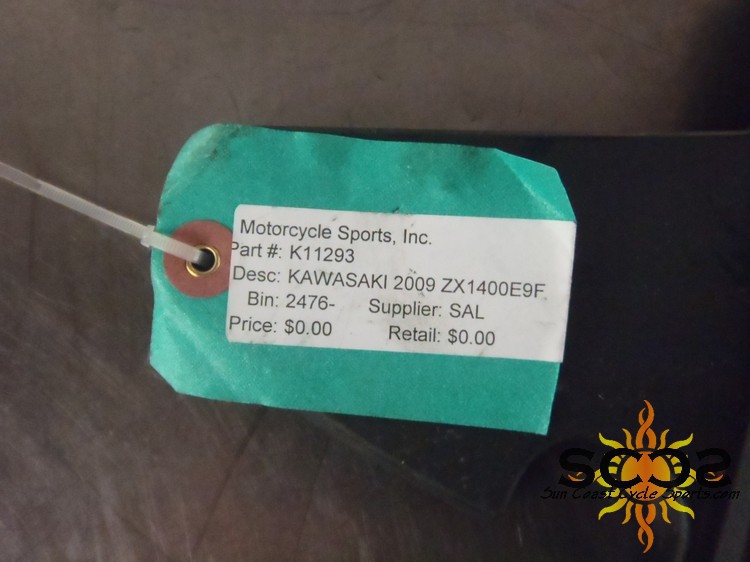 Motorcycle Sports, Inc.
Part #: K11293
Desc: KAWASAKI 2009 ZX1400E9F
Bin: 2476- Supplier: SAL
Price: $0.00 Retail: $0.00
SCCS
Sun Coast Cycle Sports.com